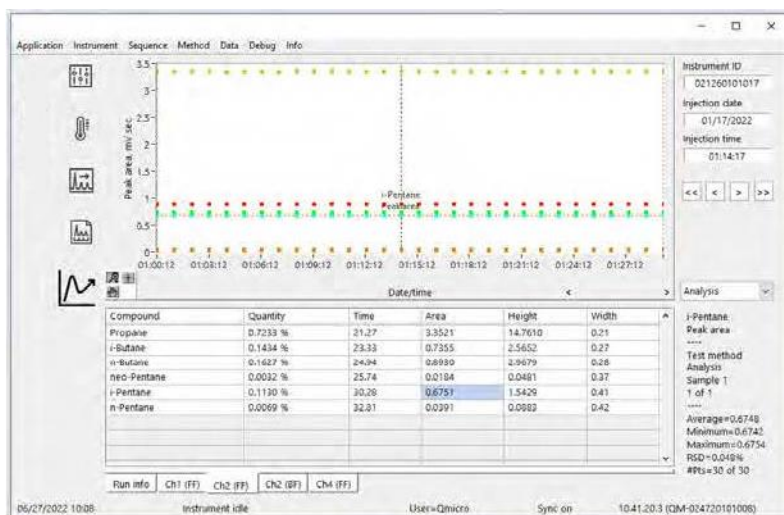 Application Instrument Sequence Method Data Debug Info
Peak area, mV sec
3.5
3
2.5
2
1.5
1
0.5
0
i-Pentane
Peak area
01:00:12 01:03:12 01:06:12 01:09:12 01:12:12 01:15:12 01:18:12 01:21:12 01:24:12 01:27:12
Date/time < >
Instrument ID
021260101017
Injection date
01/17/2022
Injection time
01:14:17
<< < > >>
Analysis
Compound Quantity Time Area Height Width
Propane 0.7233 % 21.27 3.3521 14.7610 0.21
i-Butane 0.1434 % 23.33 0.7355 2.5652 0.27
n-Butane 0.1627 % 24.94 0.8930 2.9679 0.28
neo-Pentane 0.0032 % 25.74 0.0184 0.0481 0.37
i-Pentane 0.1130 % 30.28 0.6751 1.5429 0.41
n-Pentane 0.0069 % 32.81 0.0391 0.0883 0.42
i-Pentane
Peak area
----
Test method
Analysis
Sample 1
1 of 1
----
Average=0.6748
Minimum=0.6742
Maximum=0.6754
RSD=0.048%
#Pts=30 of 30
Run info Ch1 (FF) Ch2 (FF) Ch2 (BF) Ch4 (FF)
06/27/2022 10:08 Instrument idle User=Qmicro Sync on 10.41.20.3 (QM-024720101008)